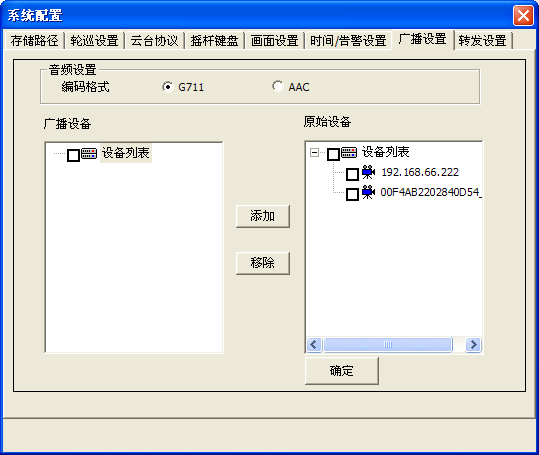 系统配置
存储路径 轮巡设置 云台协议 摇杆键盘 画面设置 时间/告警设置 广播设置 转发设置
音频设置
编码格式 G711 AAC
广播设备
原始设备
设备列表
设备列表
192.168.66.222
00F4AB2202840D54_
添加
移除
确定